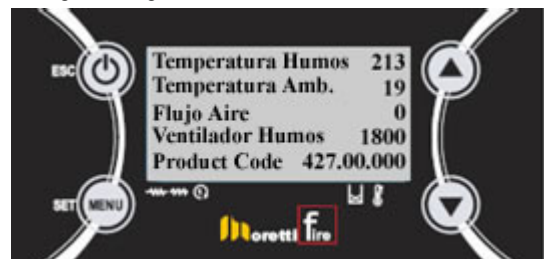 ESC
Temperatura Humos 213
Temperatura Amb. 19
Flujo Aire 0
Ventilador Humos 1800
Product Code 427.00.000
SET MENU
Moretti fire